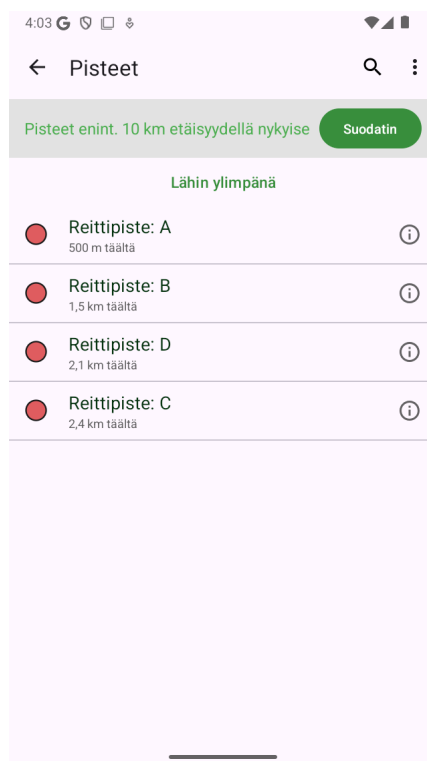 4:03
Pisteet
Pisteet enint. 10 km etäisyydellä nykyise
Suodatin
Lähin ylimpänä
Reittipiste: A
500 m täältä
Reittipiste: B
1,5 km täältä
Reittipiste: D
2,1 km täältä
Reittipiste: C
2,4 km täältä